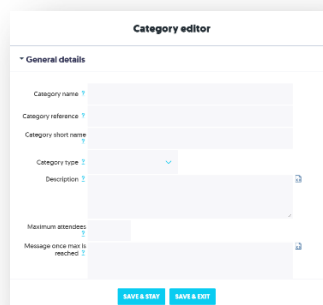 Category editor
General details
Category name ?
Category reference ?
Category short name
?
Category type ?
Description ?
Maximum attendees
?
Message once max is
reached ?
SAVE & STAY SAVE & EXIT